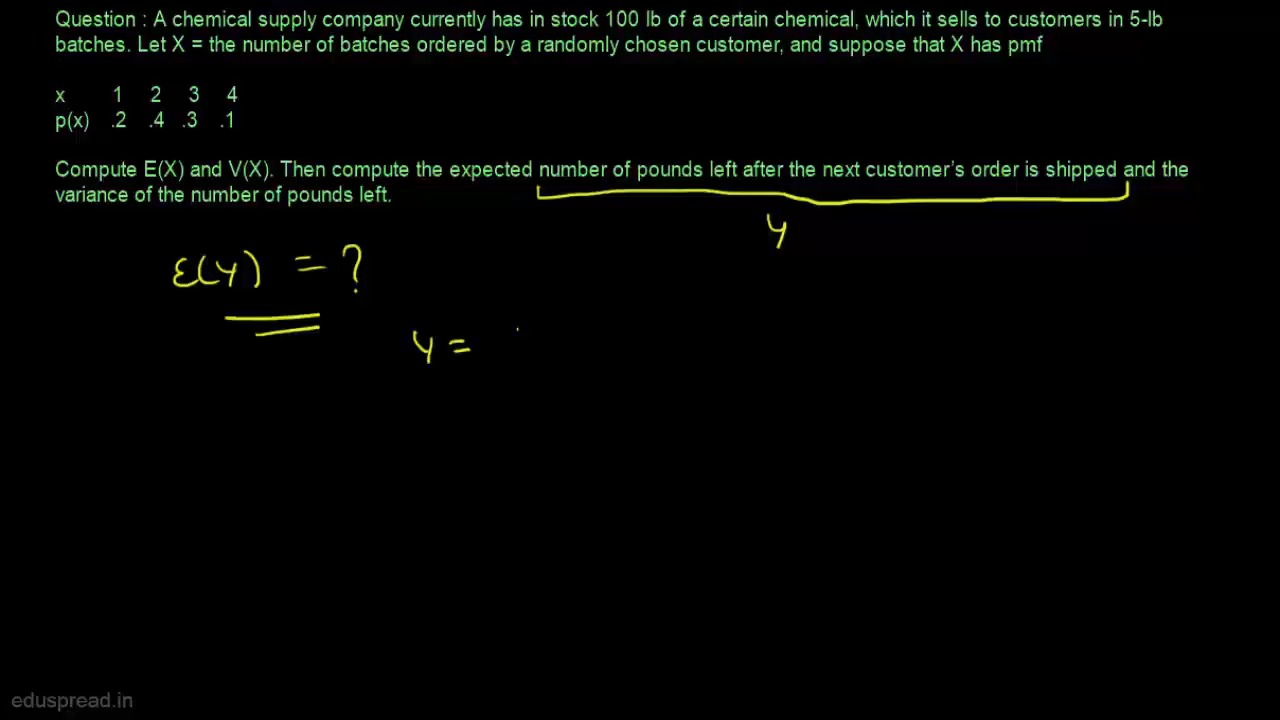 Question : A chemical supply company currently has in stock 100 lb of a certain chemical, which it sells to customers in 5-lb
batches. Let X = the number of batches ordered by a randomly chosen customer, and suppose that X has pmf
x 1 2 3 4
p(x) .2 .4 .3 .1
Compute E(X) and V(X). Then compute the expected number of pounds left after the next customer's order is shipped and the
variance of the number of pounds left.
y
E(y) = ?
y =
eduspread.in